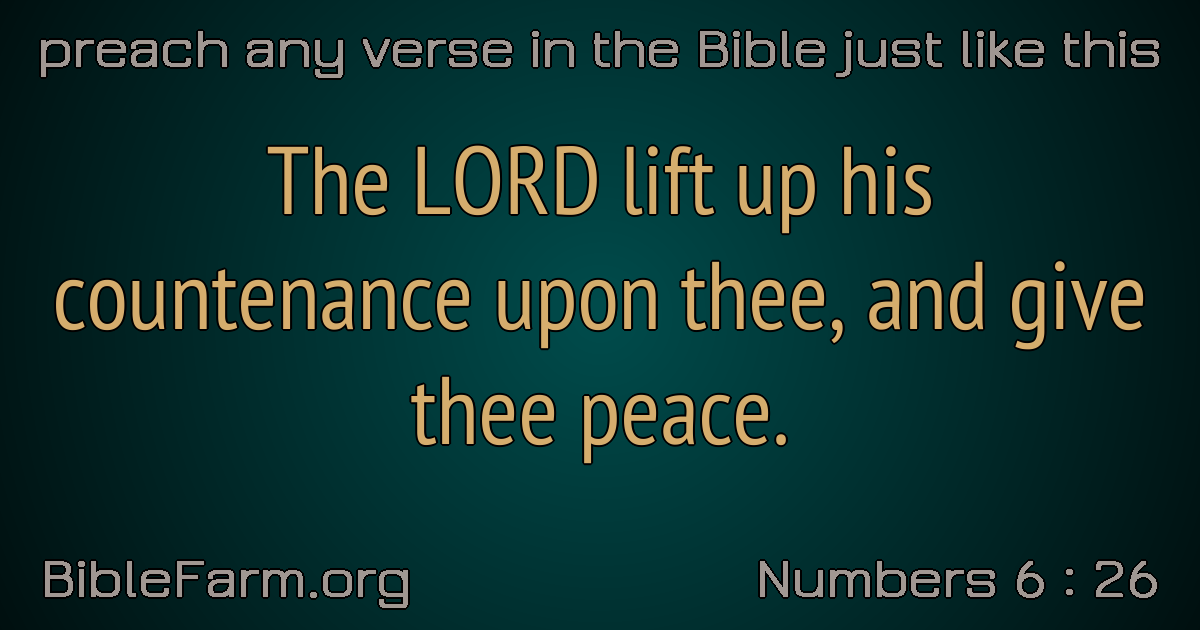 preach any verse in the Bible just like this
The LORD lift up his
countenance upon thee, and give
thee peace.
BibleFarm.org
Numbers 6 : 26